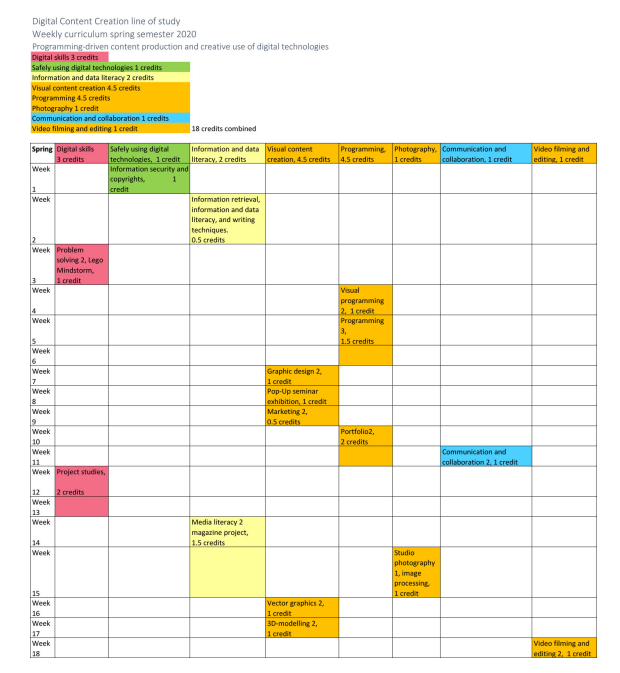 Digital Content Creation line of study
Weekly curriculum spring semester 2020
Programming-driven content production and creative use of digital technologies
Digital skills 3 credits
Safely using digital technologies 1 credits
Information and data literacy 2 credits
Visual content creation 4.5 credits
Programming 4.5 credits
Photography 1 credit
Communication and collaboration 1 credits
Video filming and editing 1 credit 18 credits combined
Spring Digital skills Safely using digital Information and data Visual content Programming, Photography, Communication and Video filming and
3 credits technologies, 1 credit literacy, 2 credits creation, 4.5 credits 4.5 credits 1 credits collaboration, 1 credit editing, 1 credit
Week Information security and
copyrights, 1
1 credit
Week Information retrieval,
information and data
literacy, and writing
techniques.
2 0.5 credits
Week Problem
solving 2, Lego
Mindstorm,
3 1 credit
Week Visual
programming
4 2, 1 credit
Week Programming
3,
5 1.5 credits
Week
6
Week Graphic design 2,
7 1 credit
Week Pop-Up seminar
8 exhibition, 1 credit
Week Marketing 2,
9 0.5 credits
Week Portfolio2,
10 2 credits
Week Communication and
11 collaboration 2, 1 credit
Week Project studies,
12 2 credits
Week
13
Week Media literacy 2
magazine project,
14 1.5 credits
Week Studio
photography
1, image
processing,
15 1 credit
Week Vector graphics 2,
16 1 credit
Week 3D-modelling 2,
17 1 credit
Week Video filming and
18 editing 2, 1 credit